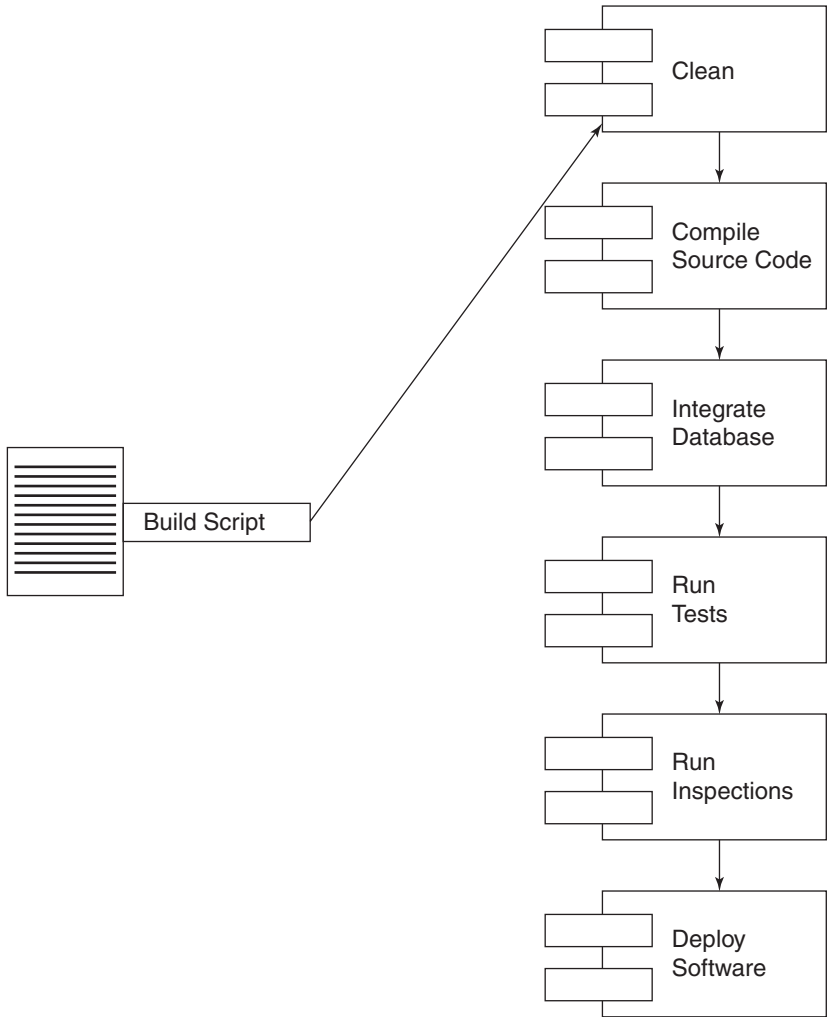 Clean
Compile
Source Code
Integrate
Database
Build Script
Run
Tests
Run
Inspections
Deploy
Software